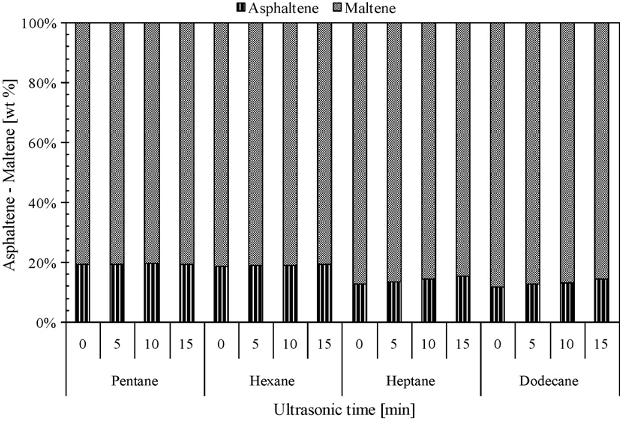 Asphaltene Maltene
100%
80%
60%
40%
20%
0%
Asphaltene - Maltene [wt %]
0 5 10 15 0 5 10 15 0 5 10 15 0 5 10 15
Pentane Hexane Heptane Dodecane
Ultrasonic time [min]